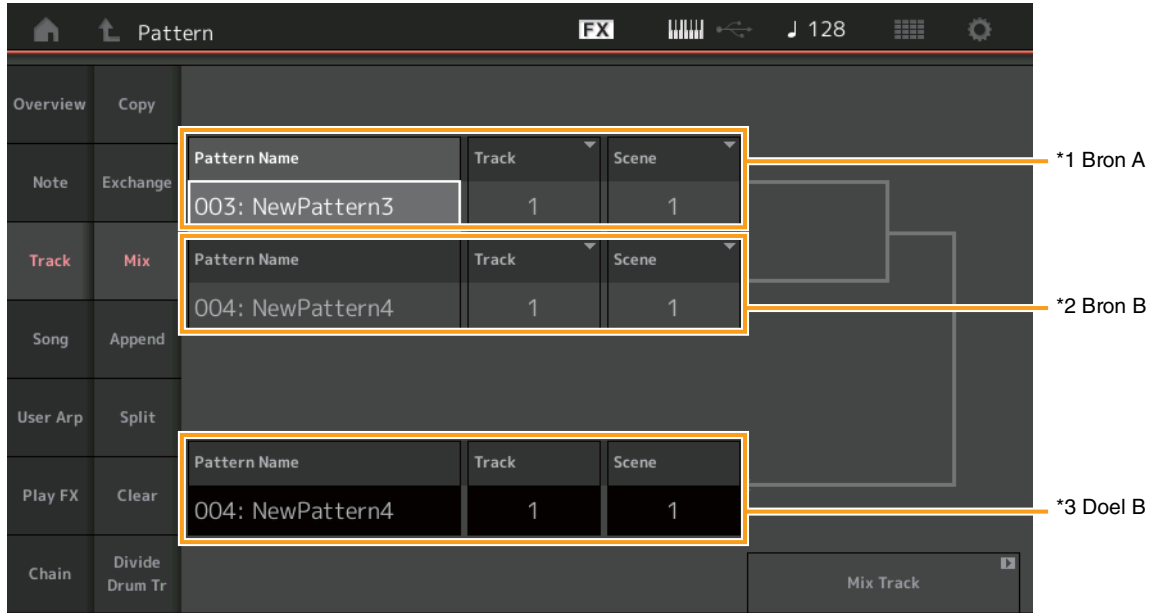 Pattern
FX
♩ 128
Overview
Copy
Note
Exchange
Track
Mix
Song
Append
User Arp
Split
Play FX
Clear
Chain
Divide
Drum Tr
Pattern Name Track Scene
003: NewPattern3 1 1
*1 Bron A
Pattern Name Track Scene
004: NewPattern4 1 1
*2 Bron B
Pattern Name Track Scene
004: NewPattern4 1 1
*3 Doel B
Mix Track